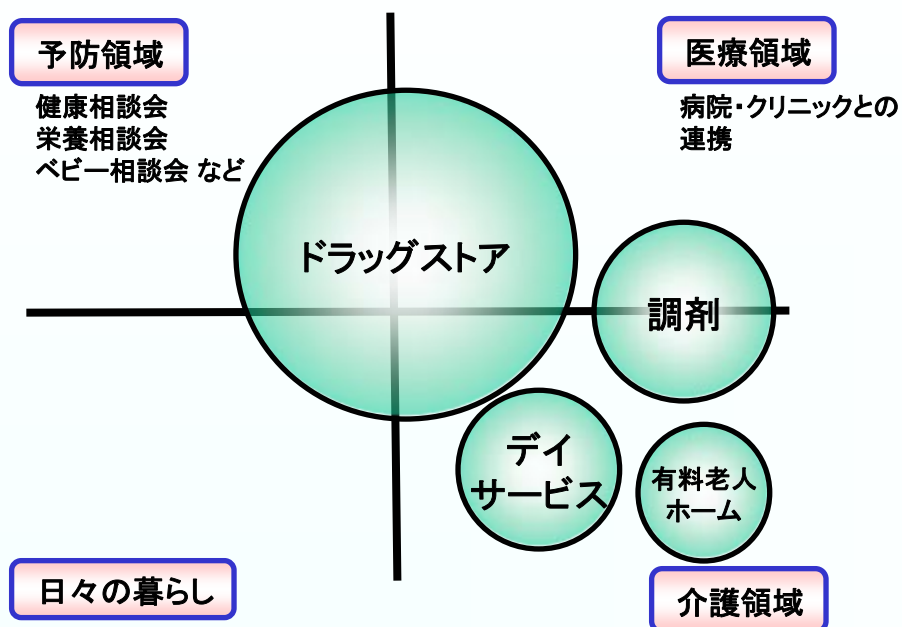 予防領域
健康相談会
栄養相談会
ベビー相談会 など
医療領域
病院・クリニックとの
連携
ドラッグストア
調剤
デイ
サービス
有料老人
ホーム
日々の暮らし
介護領域